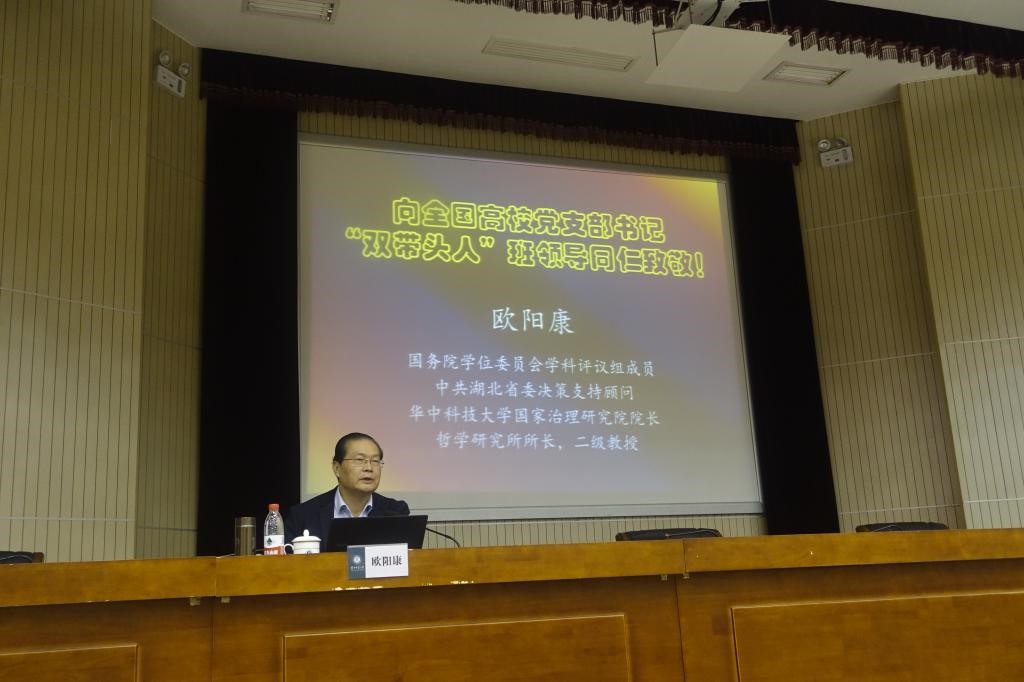 向全国高校党支部书记
“双带头人”班领导同仁致敬！
欧阳康
国务院学位委员会学科评议组成员
中共湖北省委决策支持顾问
华中科技大学国家治理研究院院长
哲学研究所所长，二级教授
欧阳康